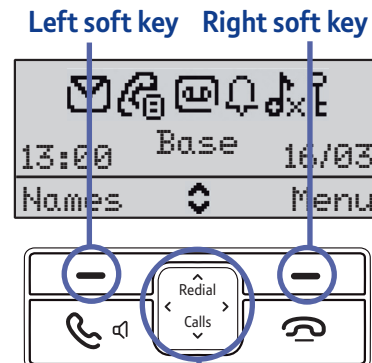 Left soft key Right soft key
Base
13:00 16/03
Names Menu
Redial
Calls